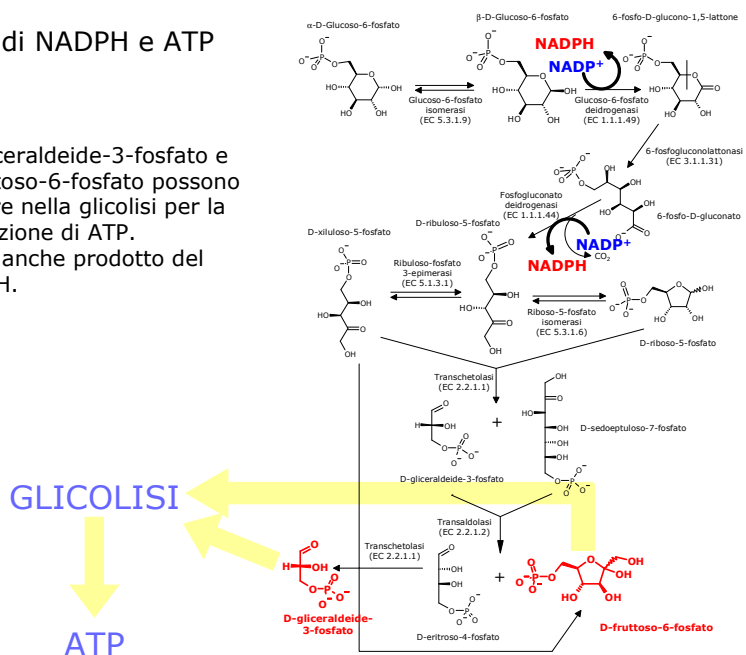 di NADPH e ATP
ceraldeide-3-fosfato e
toso-6-fosfato possono
e nella glicolisi per la
zione di ATP.
anche prodotto del
H.
α-D-Glucoso-6-fosfato
β-D-Glucoso-6-fosfato
6-fosfo-D-glucono-1,5-lattone
NADPH
NADP+
Glucoso-6-fosfato
isomerasi
(EC 5.3.1.9)
Glucoso-6-fosfato
deidrogenasi
(EC 1.1.1.49)
6-fosfogluconolattonasi
(EC 3.1.1.31)
Fosfogluconato
deidrogenasi
(EC 1.1.1.44)
6-fosfo-D-gluconato
NADP+
CO2
NADPH
D-xiluloso-5-fosfato
D-ribuloso-5-fosfato
Ribuloso-fosfato
3-epimerasi
(EC 5.1.3.1)
Riboso-5-fosfato
isomerasi
(EC 5.3.1.6)
D-riboso-5-fosfato
Transchetolasi
(EC 2.2.1.1)
+
D-gliceraldeide-3-fosfato
D-sedoeptuloso-7-fosfato
GLICOLISI
Transaldolasi
(EC 2.2.1.2)
Transchetolasi
(EC 2.2.1.1)
+
D-gliceraldeide-
3-fosfato
D-eritroso-4-fosfato
D-fruttoso-6-fosfato
ATP